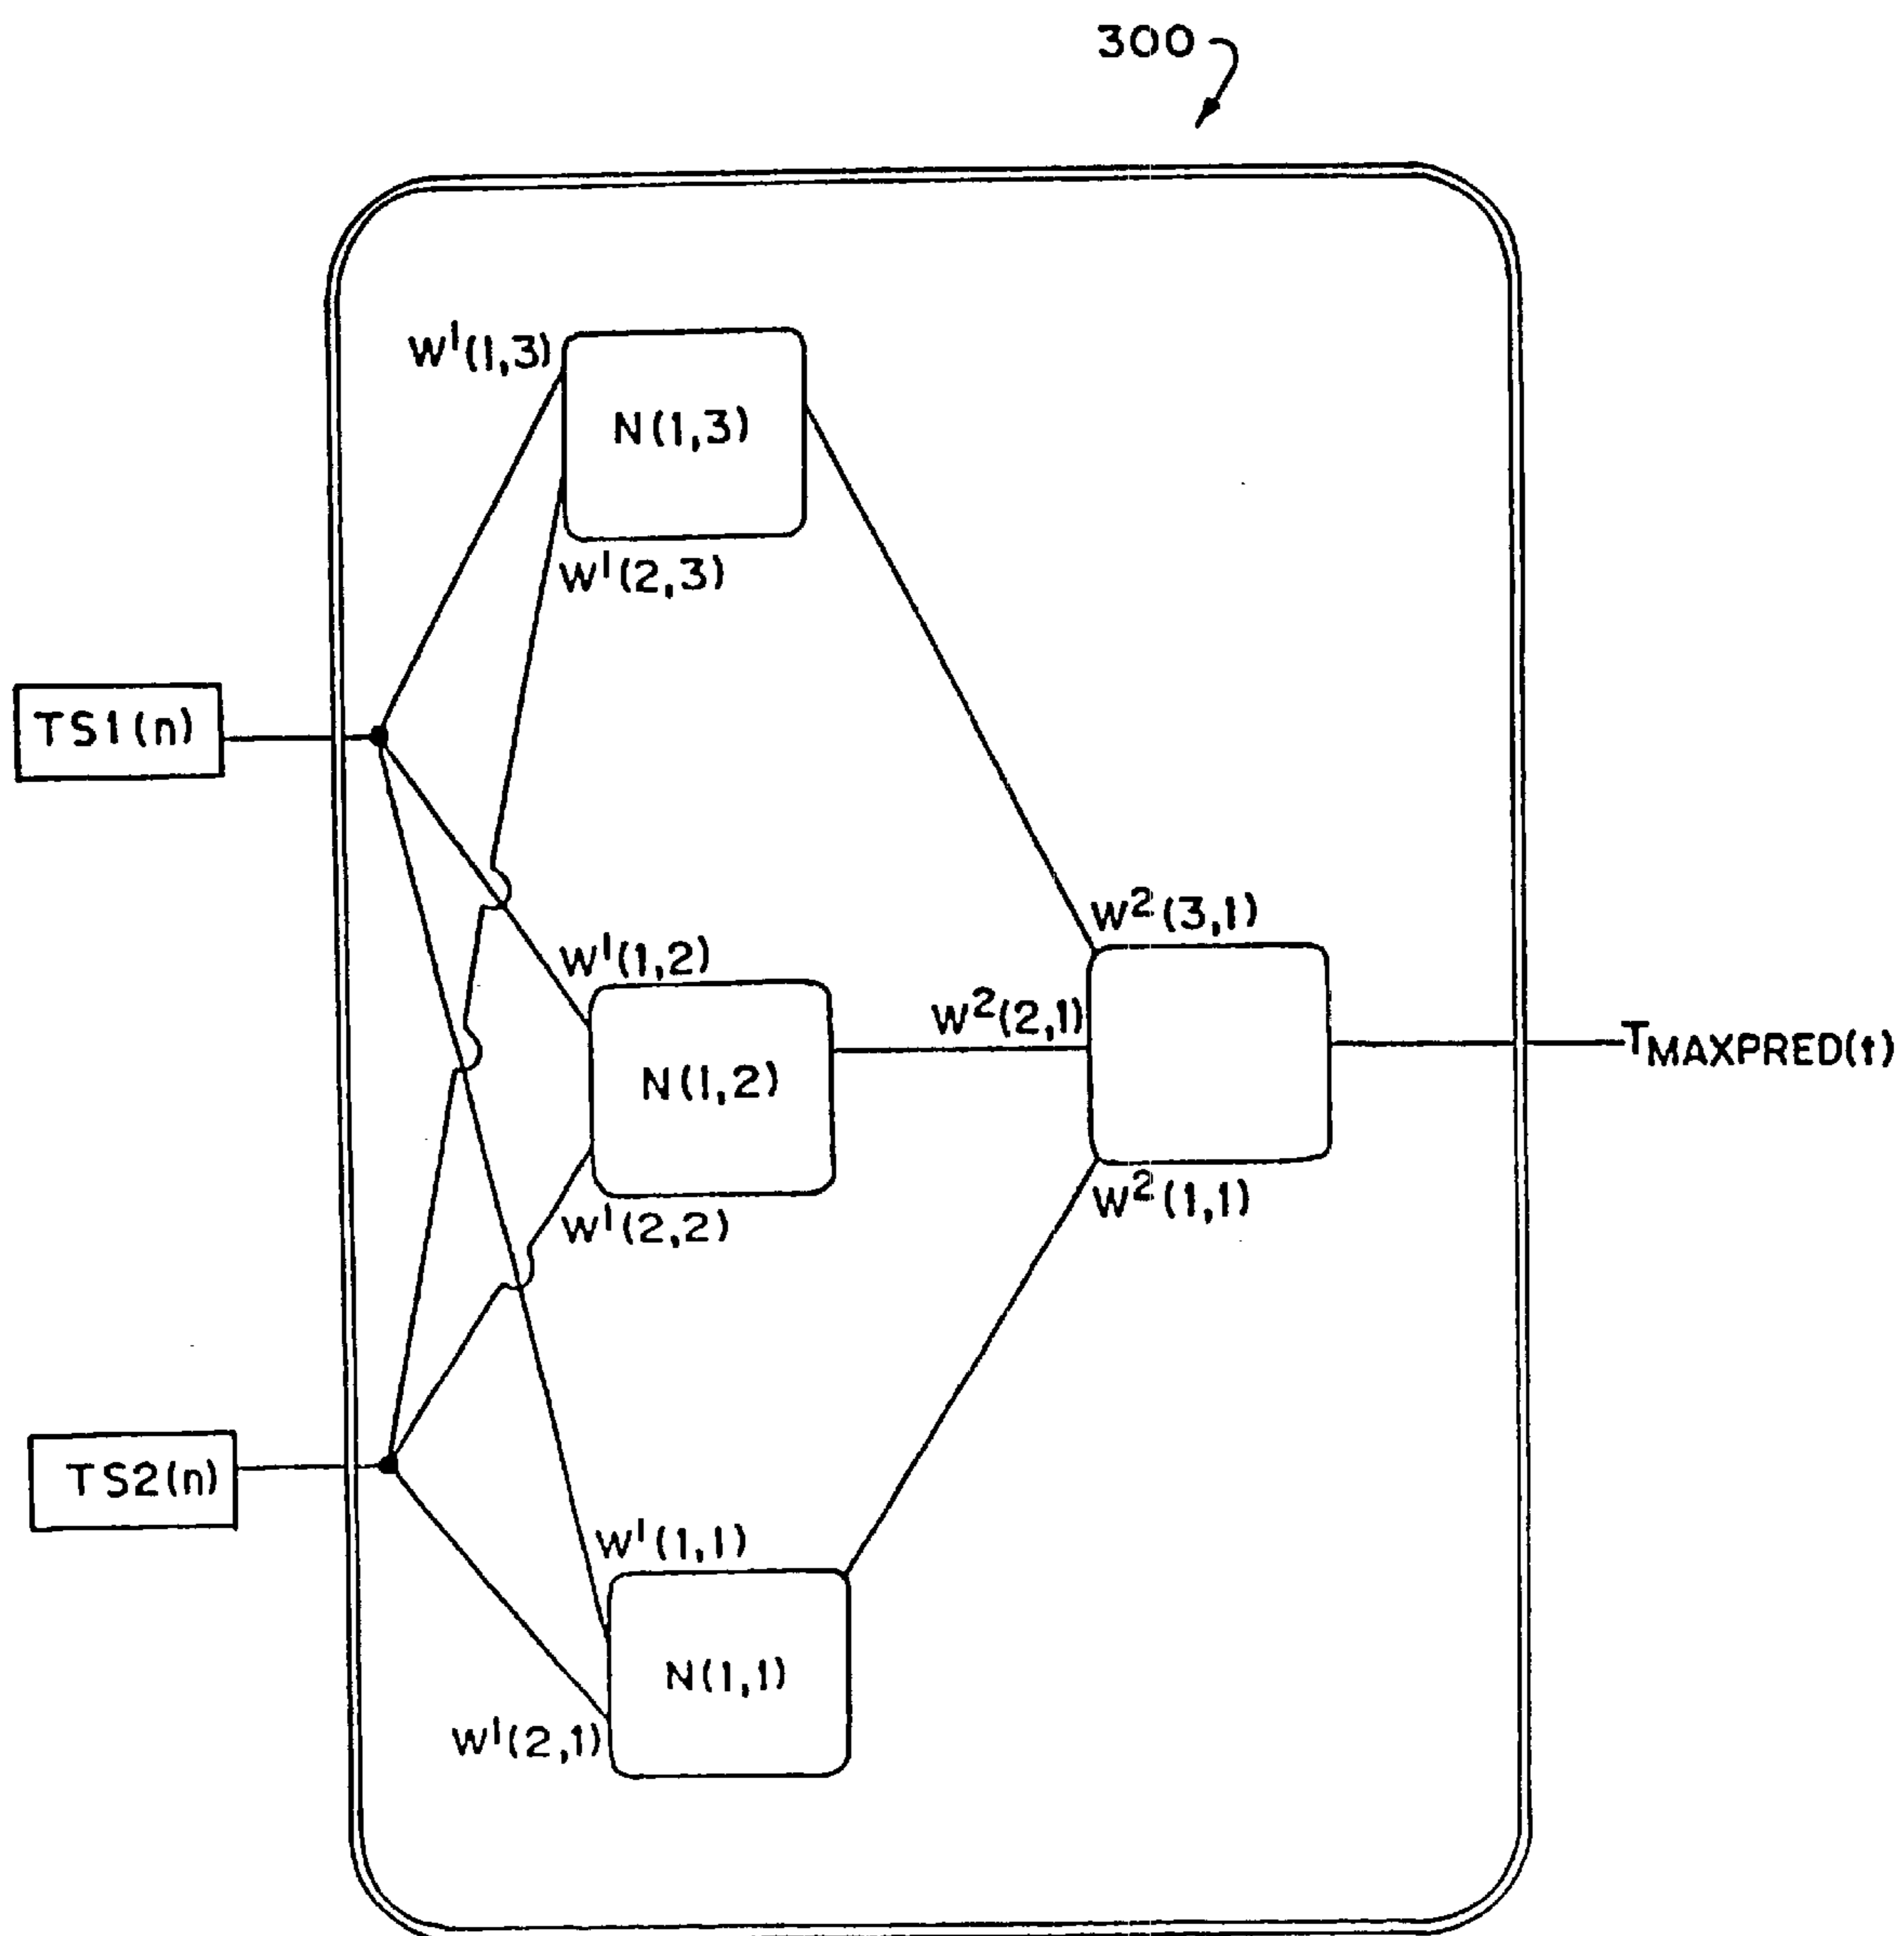 300
W¹(1,3)
N(1,3)
W¹(2,3)
TS1(n)
W¹(1,2)
W²(3,1)
W²(2,1)
N(1,2)
TMAXPRED(t)
W¹(2,2)
W²(1,1)
TS2(n)
W¹(1,1)
N(1,1)
W¹(2,1)